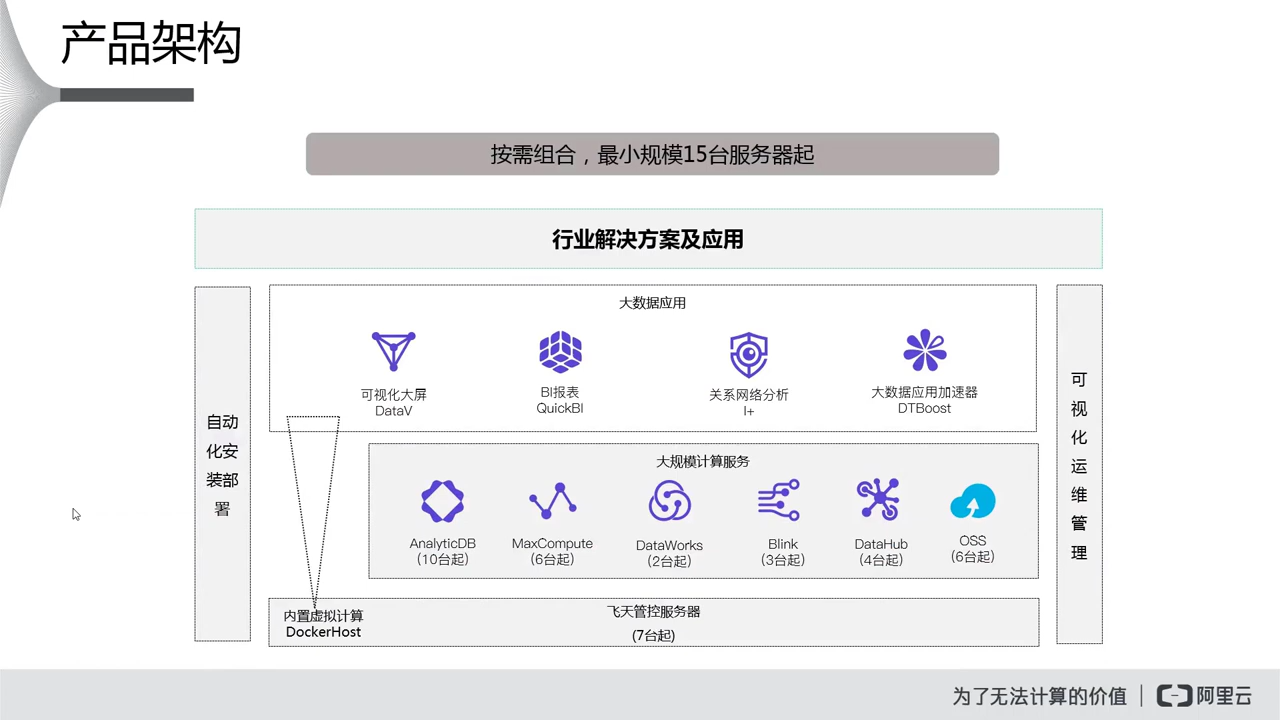 产品架构
按需组合，最小规模15台服务器起
行业解决方案及应用
自动
化安
装部
署
大数据应用
可视化大屏
DataV
BI报表
QuickBI
关系网络分析
I+
大数据应用加速器
DTBoost
大规模计算服务
AnalyticDB
(10台起)
MaxCompute
(6台起)
DataWorks
(2台起)
Blink
(3台起)
DataHub
(4台起)
OSS
(6台起)
内置虚拟计算
DockerHost
飞天管控服务器
(7台起)
可
视
化
运
维
管
理
为了无法计算的价值
阿里云